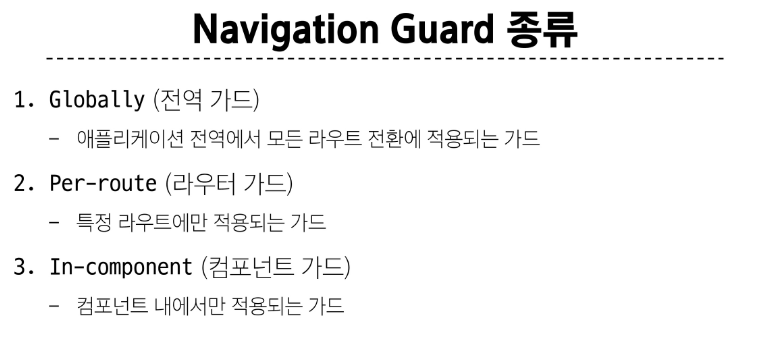 Navigation Guard 종류
1. Globally (전역 가드)
– 애플리케이션 전역에서 모든 라우트 전환에 적용되는 가드
2. Per-route (라우터 가드)
– 특정 라우트에만 적용되는 가드
3. In-component (컴포넌트 가드)
– 컴포넌트 내에서만 적용되는 가드